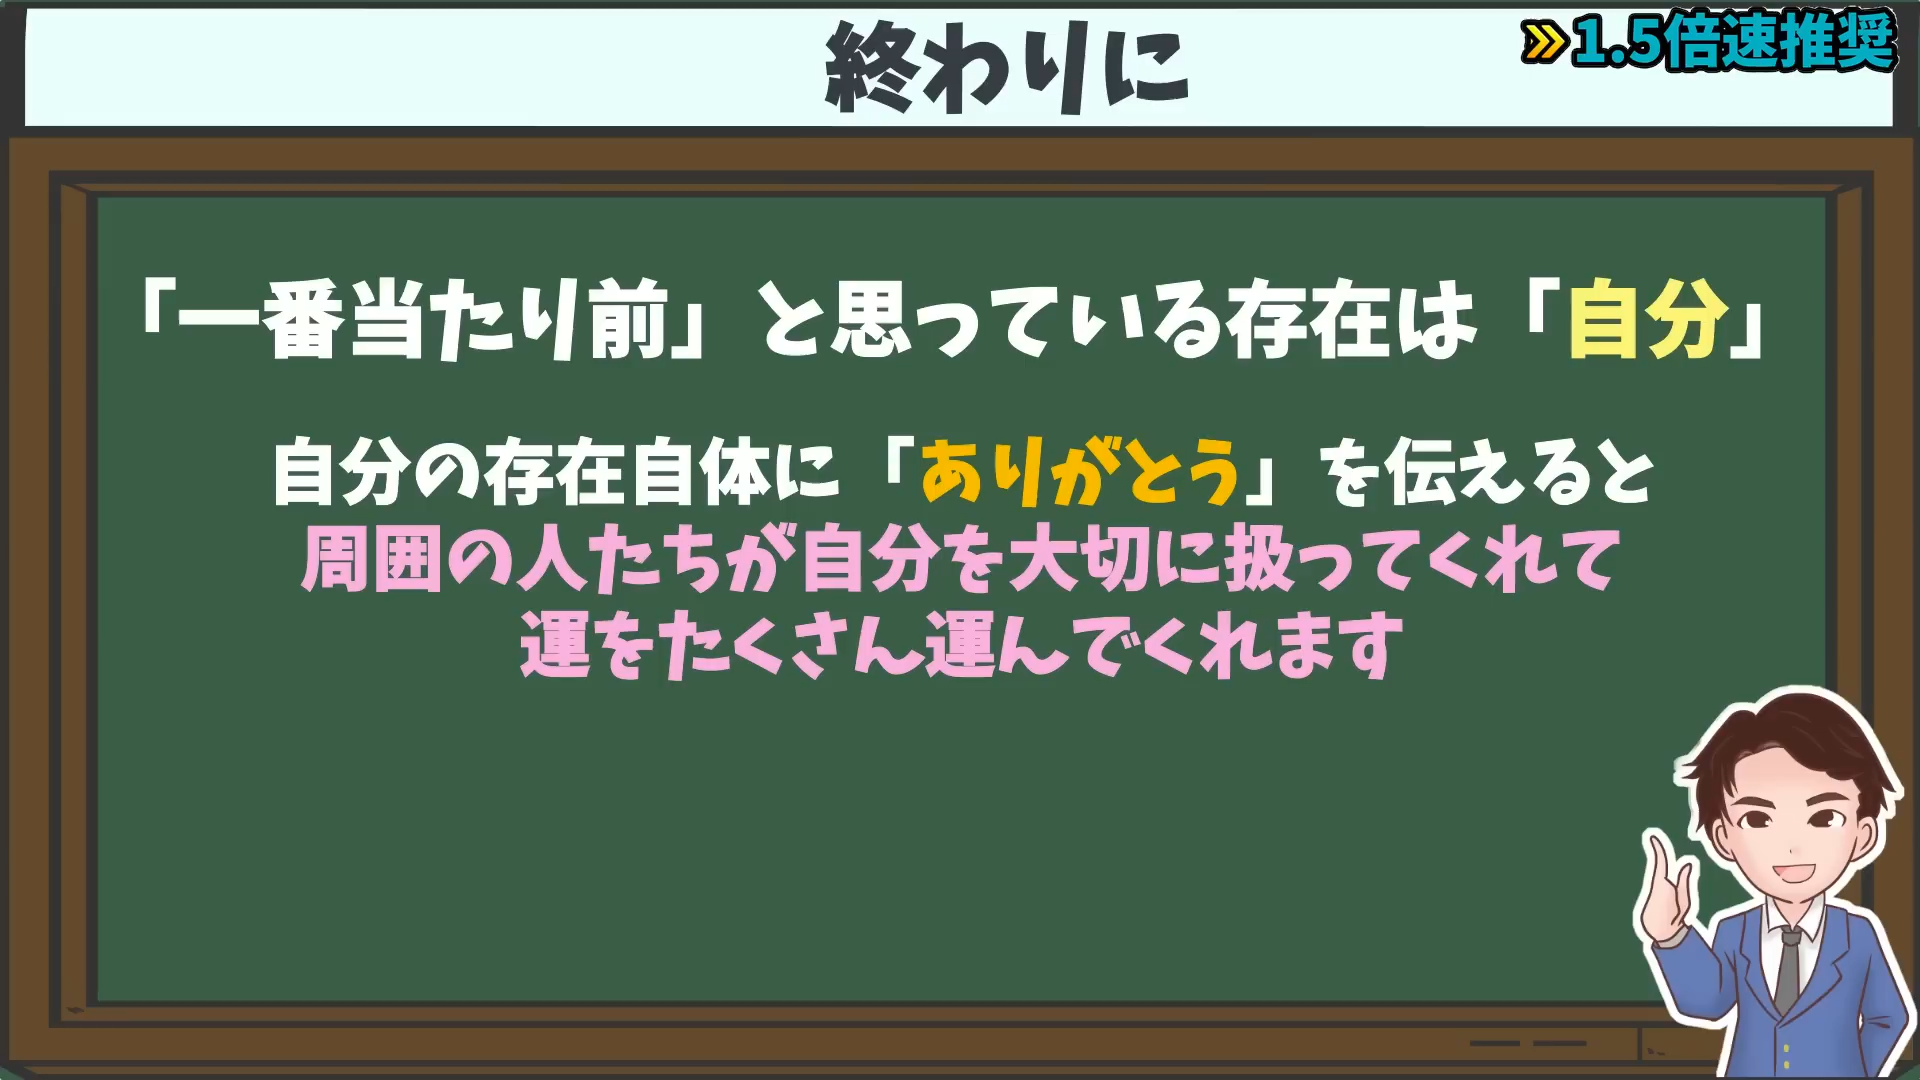 終わりに
1.5倍速推奨
「一番当たり前」と思っている存在は「自分」
自分の存在自体に「ありがとう」を伝えると
周囲の人たちが自分を大切に扱ってくれて
運をたくさん運んでくれます